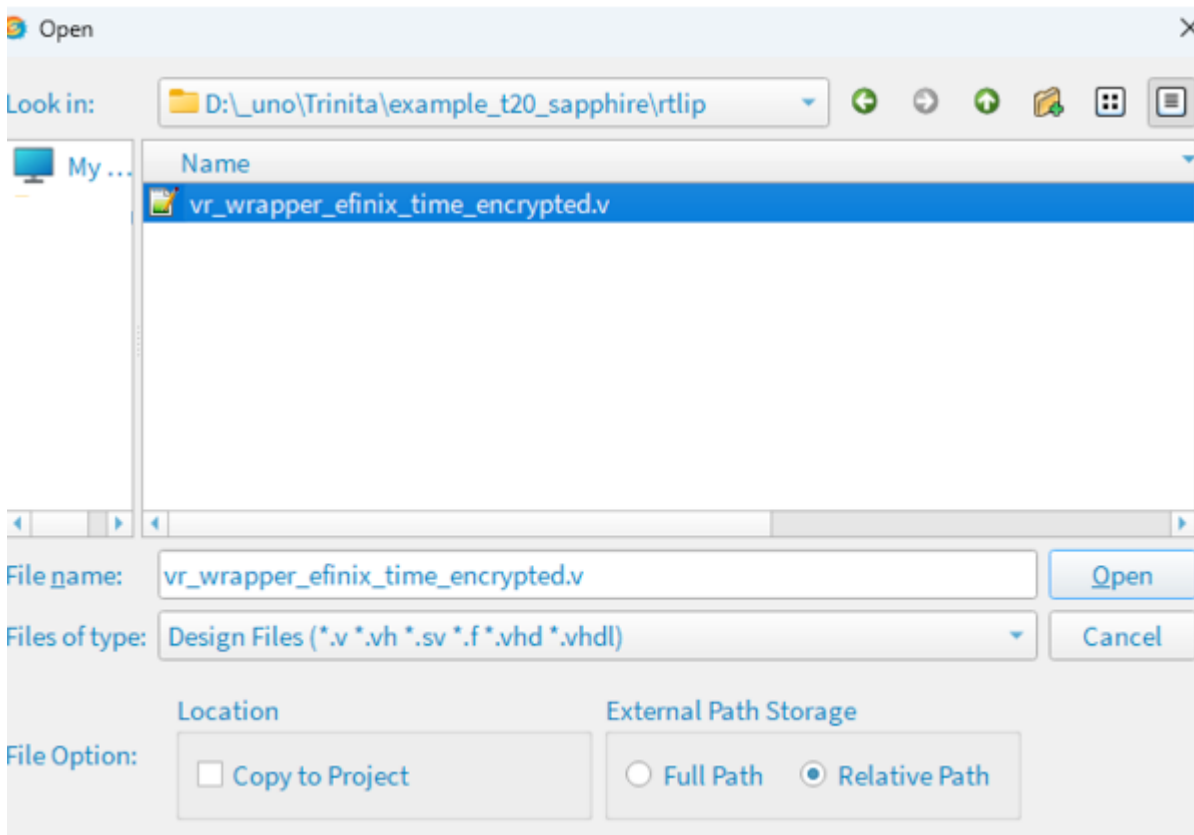 Open
Look in:
D:\_uno\Trinita\example_t20_sapphire\rtlip
My ...
Name
vr_wrapper_efinix_time_encrypted.v
File name:
vr_wrapper_efinix_time_encrypted.v
Open
Files of type:
Design Files (*.v *.vh *.sv *.f *.vhd *.vhdl)
Cancel
Location
External Path Storage
File Option:
Copy to Project
Full Path
Relative Path